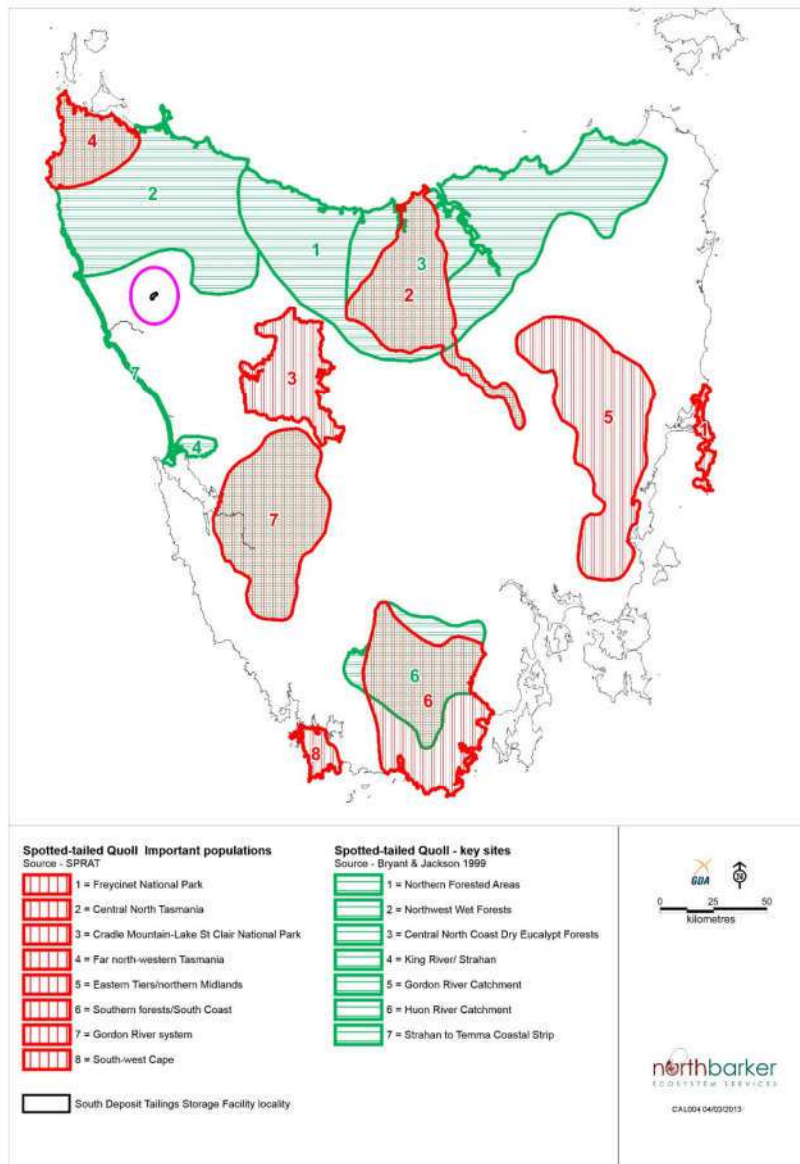 4
2
1
3
2
3
7
5
1
4
7
6
6
8
Spotted-tailed Quoll Important populations
Source - SPRAT
1 = Freycinet National Park
2 = Central North Tasmania
3 = Cradle Mountain-Lake St Clair National Park
4 = Far north-western Tasmania
5 = Eastern Tiers/northern Midlands
6 = Southern forests/South Coast
7 = Gordon River system
8 = South-west Cape
South Deposit Tailings Storage Facility locality
Spotted-tailed Quoll - key sites
Source - Bryant & Jackson 1999
1 = Northern Forested Areas
2 = Northwest Wet Forests
3 = Central North Coast Dry Eucalypt Forests
4 = King River/ Strahan
5 = Gordon River Catchment
6 = Huon River Catchment
7 = Strahan to Temma Coastal Strip
GDA
0 25 50
kilometres
northbarker
ECOSYSTEM SERVICES
CAL004 04/03/2013